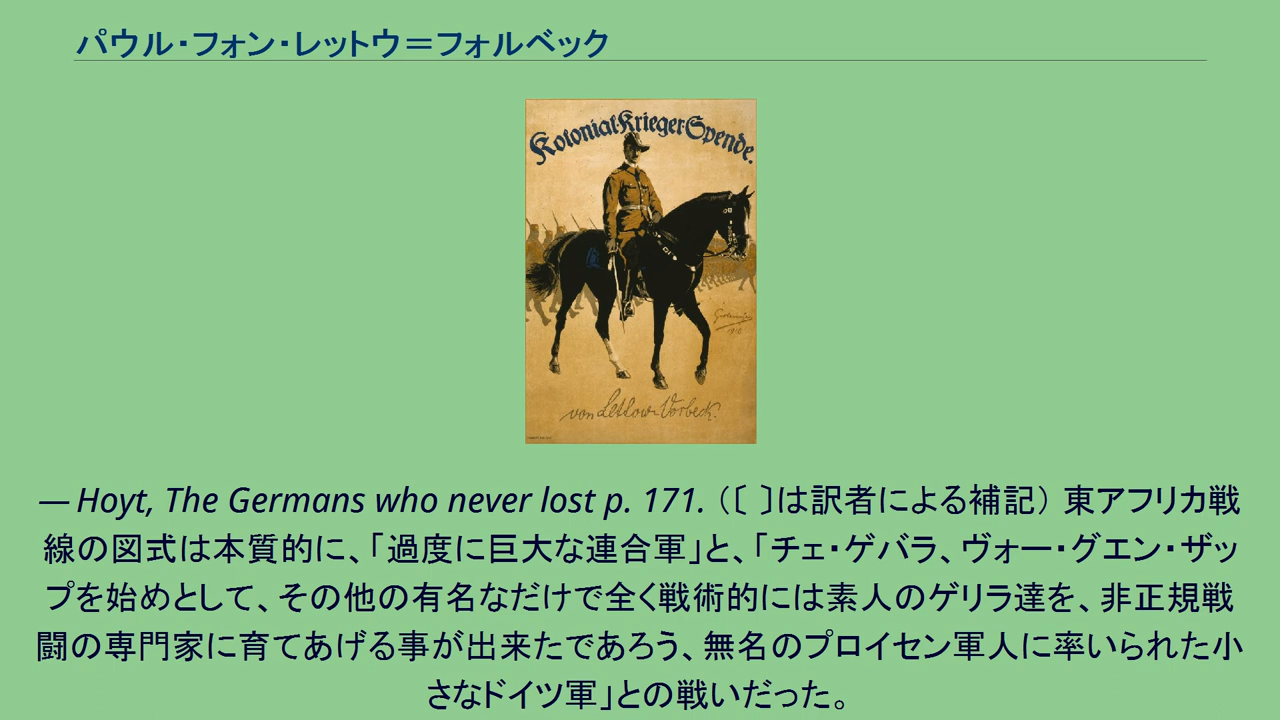 パウル・フォン・レットウ＝フォルベック
Kolonial-Krieger-Spende.
1918
von Lettow-Vorbeck.
— Hoyt, The Germans who never lost p. 171.（〔 〕は訳者による補記） 東アフリカ戦
線の図式は本質的に、「過度に巨大な連合軍」と、「チェ・ゲバラ、ヴォー・グエン・ザッ
プを始めとして、その他の有名なだけで全く戦術的には素人のゲリラ達を、非正規戦
闘の専門家に育てあげる事が出来たであろう、無名のプロイセン軍人に率いられた小
さなドイツ軍」との戦いだった。